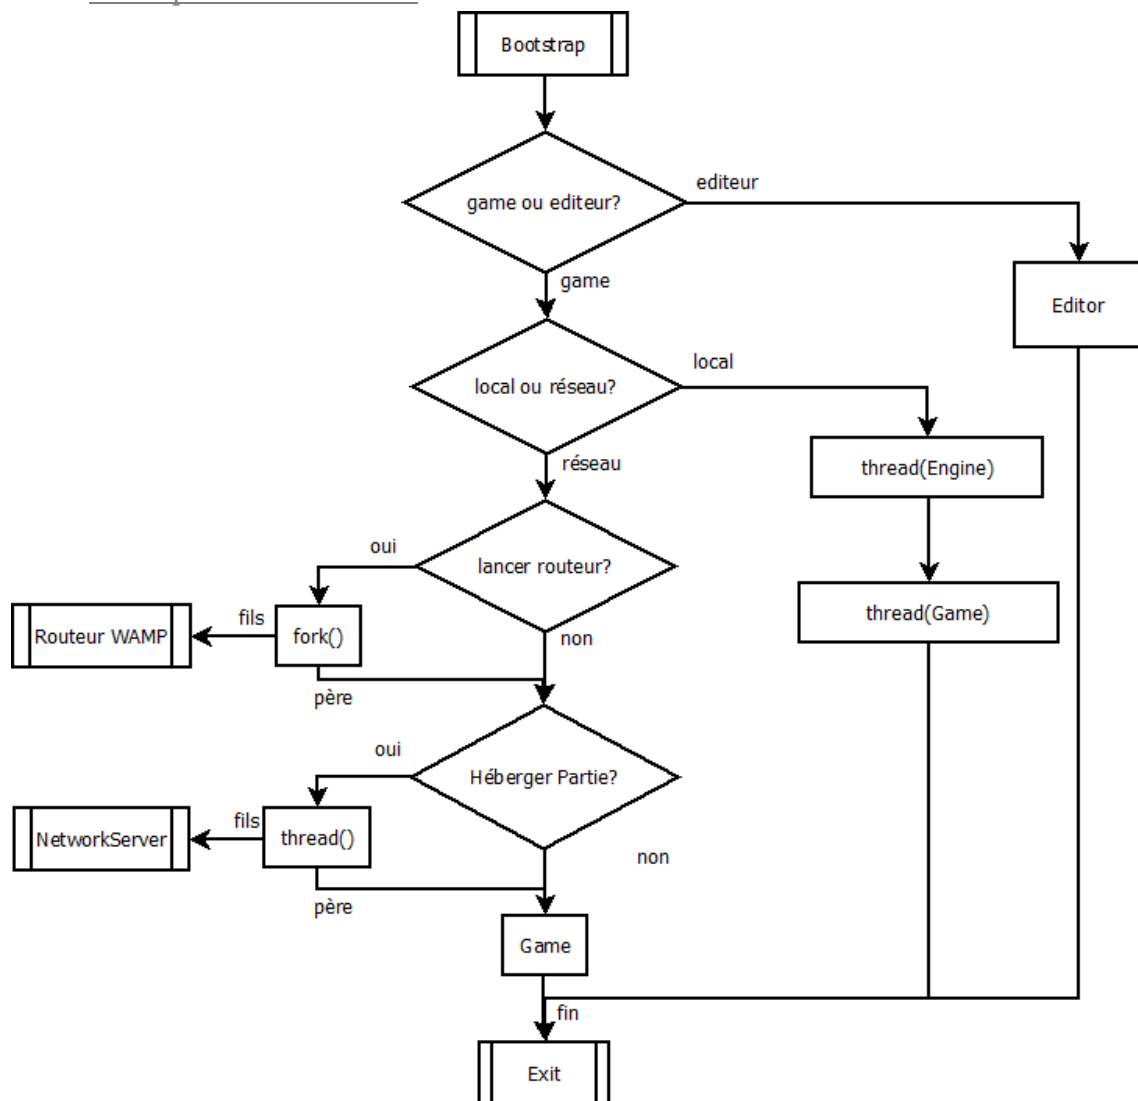 Bootstrap
game ou editeur?
editeur
game
Editor
local ou réseau?
local
réseau
thread(Engine)
lancer routeur?
oui
non
thread(Game)
Routeur WAMP
fils
fork()
père
Héberger Partie?
oui
non
NetworkServer
fils
thread()
père
Game
fin
Exit